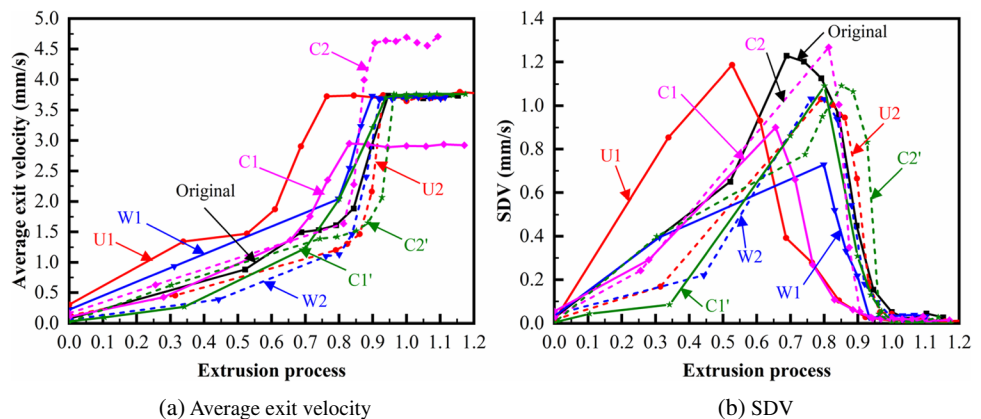 5.0
4.5
4.0
3.5
3.0
2.5
2.0
1.5
1.0
0.5
0.0
Average exit velocity (mm/s)
C2
C1
Original
W1
U1
U2
C2'
C1'
W2
0.0 0.1 0.2 0.3 0.4 0.5 0.6 0.7 0.8 0.9 1.0 1.1 1.2
Extrusion process
(a) Average exit velocity
1.4
1.2
1.0
0.8
0.6
0.4
0.2
0.0
SDV (mm/s)
Original
C2
C1
U1
U2
C2'
W2
W1
C1'
0.0 0.1 0.2 0.3 0.4 0.5 0.6 0.7 0.8 0.9 1.0 1.1 1.2
Extrusion process
(b) SDV